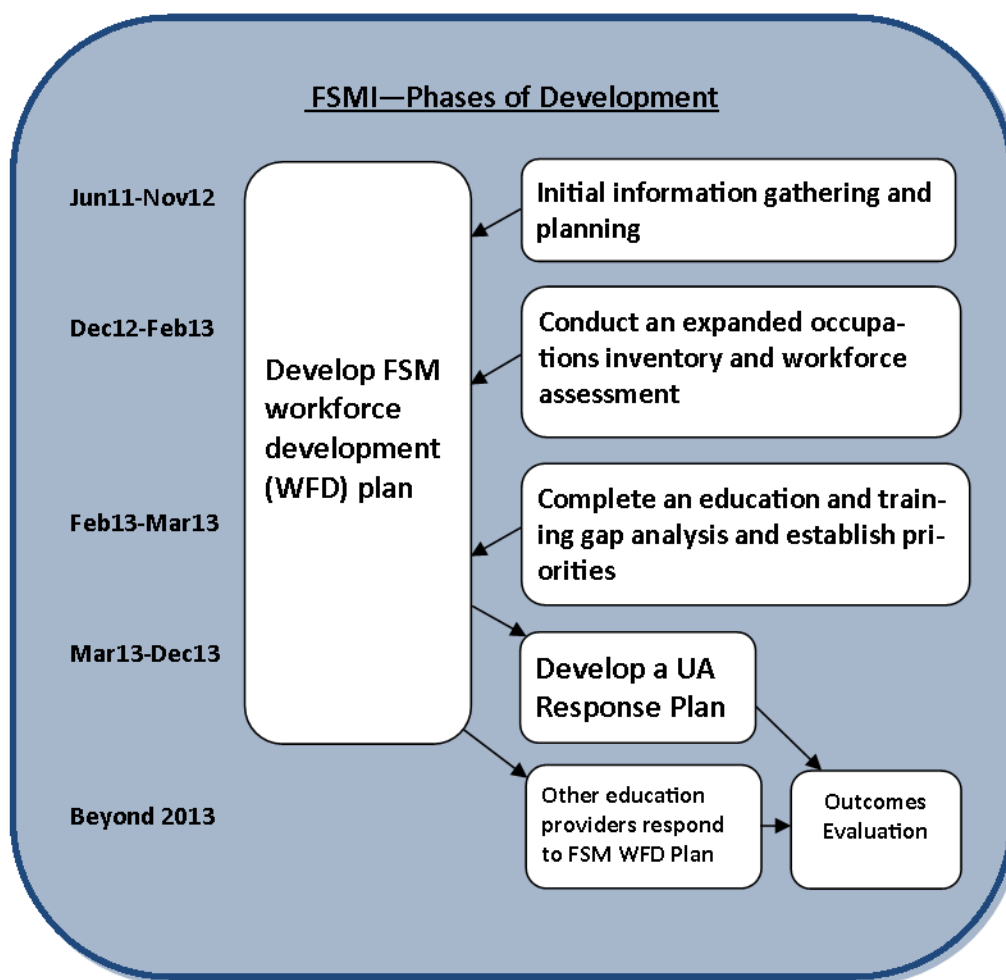 FSMI—Phases of Development
Jun11-Nov12
Initial information gathering and
planning
Dec12-Feb13
Conduct an expanded occupa-
tions inventory and workforce
assessment
Develop FSM
workforce
development
(WFD) plan
Feb13-Mar13
Complete an education and train-
ing gap analysis and establish pri-
orities
Mar13-Dec13
Develop a UA
Response Plan
Beyond 2013
Other education
providers respond
to FSM WFD Plan
Outcomes
Evaluation